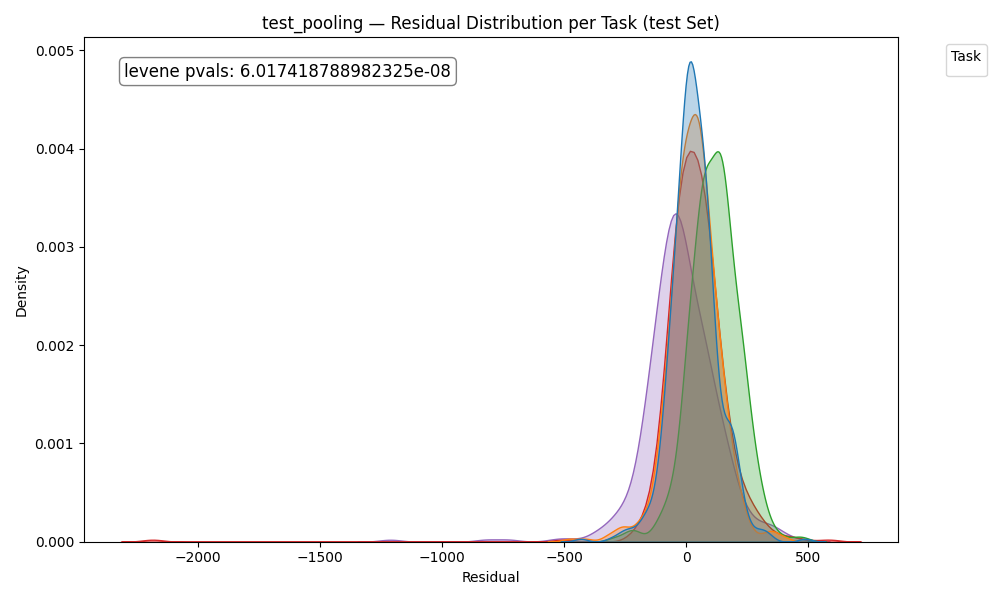 test_pooling — Residual Distribution per Task (test Set)
levene pvals: 6.017418788982325e-08
Task
Density
0.005
0.004
0.003
0.002
0.001
0.000
−2000
−1500
−1000
−500
0
500
Residual